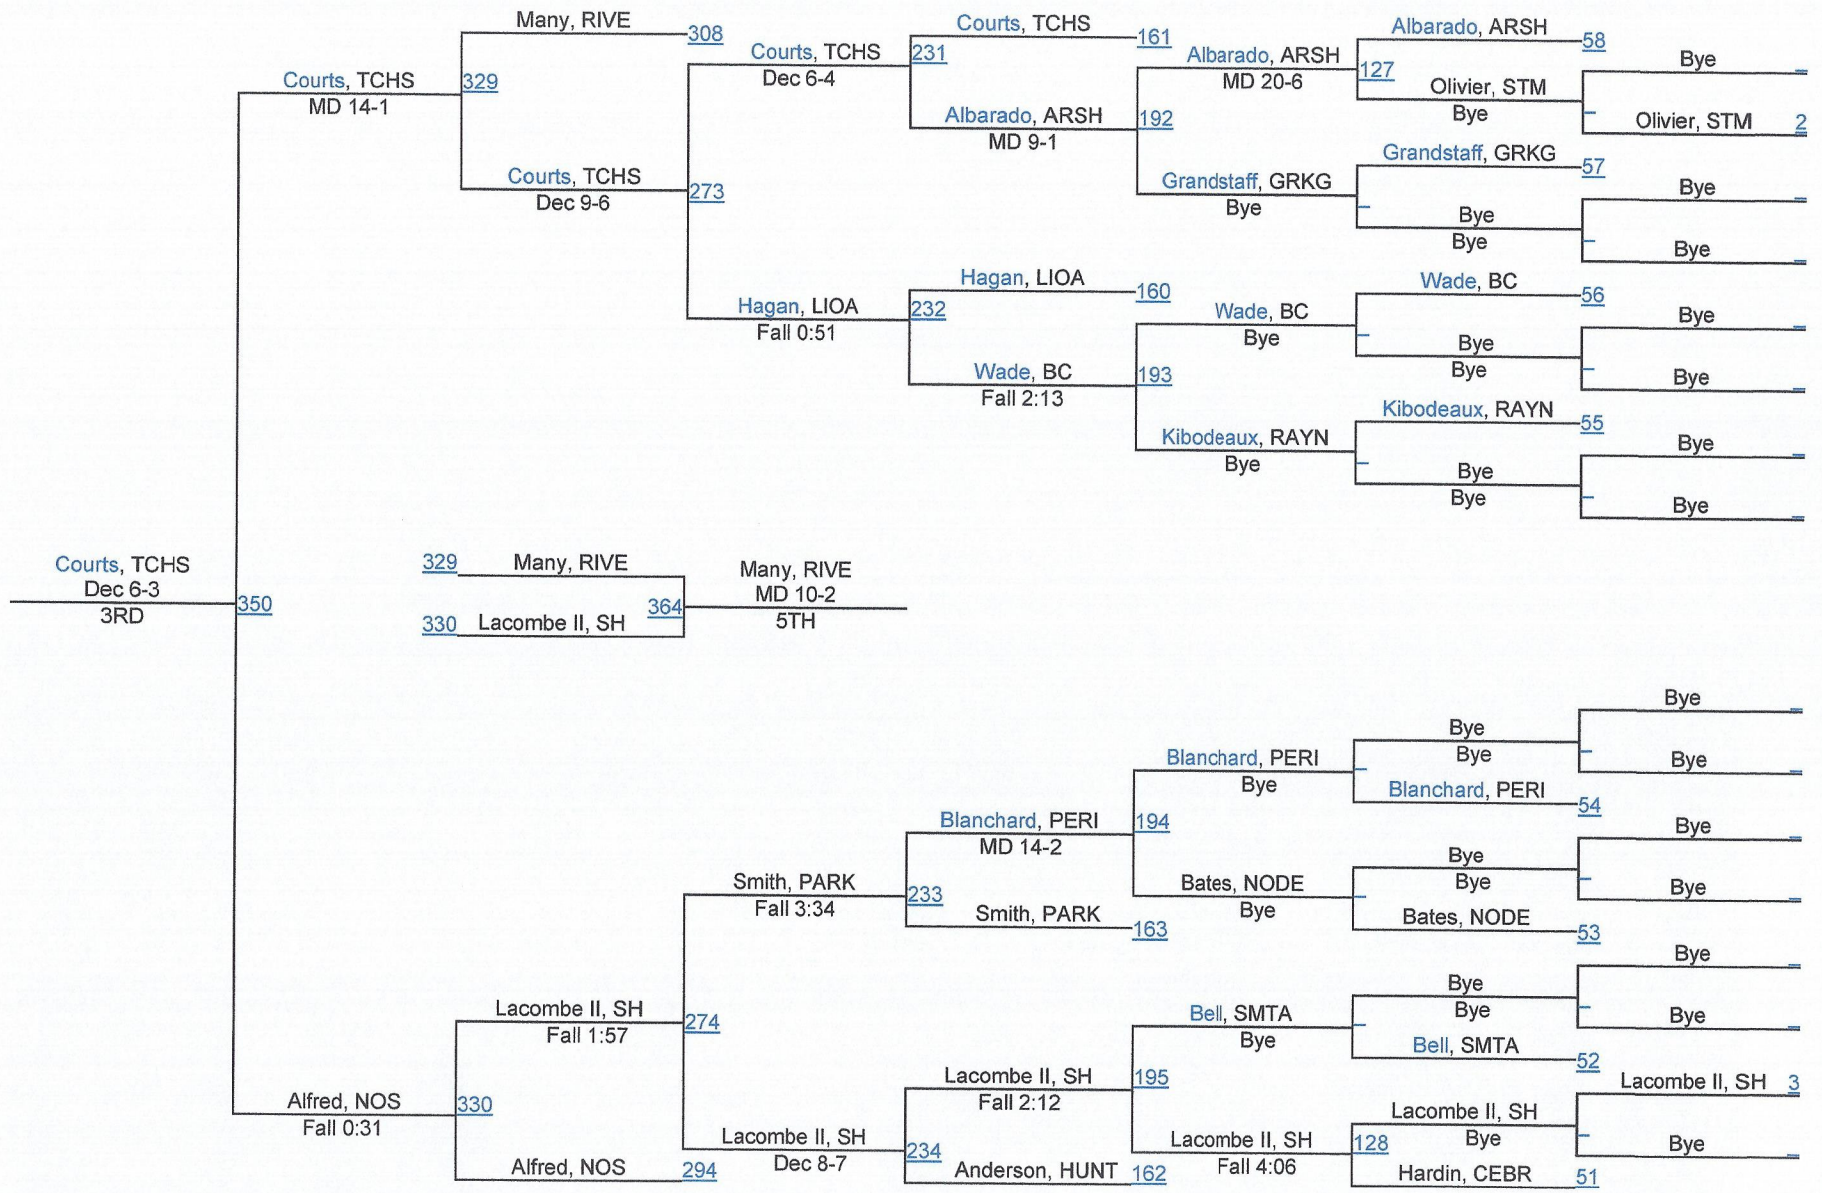 Many, RIVE
308
Courts, TCHS
MD 14-1
329
Courts, TCHS
Dec 9-6
273
Courts, TCHS
Dec 6-4
231
Courts, TCHS
161
Albarado, ARSH
MD 9-1
192
Albarado, ARSH
MD 20-6
127
Albarado, ARSH
58
Olivier, STM
Bye
Bye
Olivier, STM 2
Grandstaff, GRKG
Bye
Grandstaff, GRKG
57
Bye
Bye
Bye
Bye
Hagan, LIOA
Fall 0:51
232
Hagan, LIOA
160
Wade, BC
Fall 2:13
193
Wade, BC
Bye
Wade, BC
56
Bye
Bye
Bye
Bye
Kibodeaux, RAYN
Bye
Kibodeaux, RAYN
55
Bye
Bye
Bye
Bye
Courts, TCHS
Dec 6-3
3RD
350
329 Many, RIVE
330 Lacombe II, SH
364
Many, RIVE
MD 10-2
5TH
Bye
Bye
Bye
Bye
Blanchard, PERI
Bye
Blanchard, PERI
54
Blanchard, PERI
MD 14-2
194
Bye
Bye
Bye
Bye
Bates, NODE
Bye
Bates, NODE
53
Smith, PARK
Fall 3:34
233
Smith, PARK
163
Lacombe II, SH
Fall 1:57
274
Bye
Bye
Bye
Bye
Bell, SMTA
Bye
Bell, SMTA
52
Lacombe II, SH
Fall 2:12
195
Lacombe II, SH 3
Bye
Lacombe II, SH
Bye
Lacombe II, SH
Fall 4:06
128
Hardin, CEBR
51
Alfred, NOS
Fall 0:31
330
Alfred, NOS
294
Lacombe II, SH
Dec 8-7
234
Anderson, HUNT
162